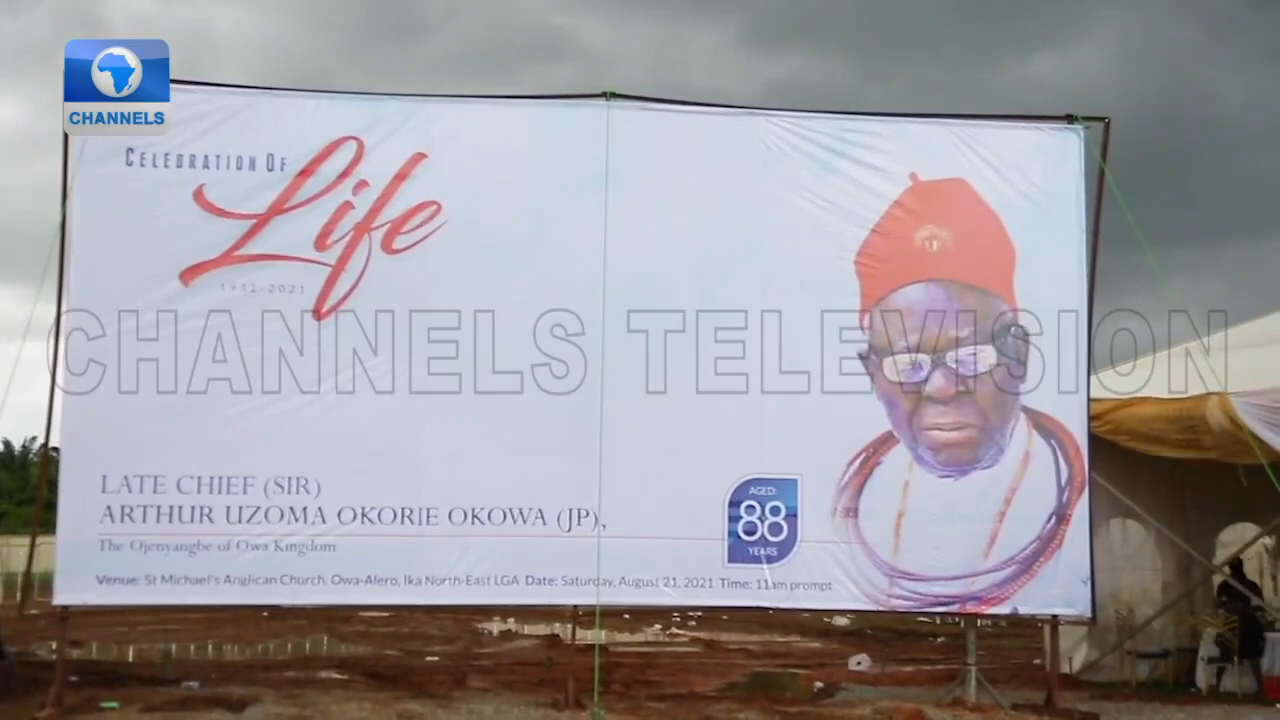 CHANNELS
CELEBRATION OF
Life
1932-2021
CHANNELS TELEVISION
LATE CHIEF (SIR)
ARTHUR UZOMA OKORIE OKOWA (JP),
The Ojenyangbe of Owa Kingdom
AGED:
88
YEARS
Venue: St Michael's Anglican Church, Owa-Alero, Ika North-East LGA Date: Saturday, August 21, 2021 Time: 11am prompt